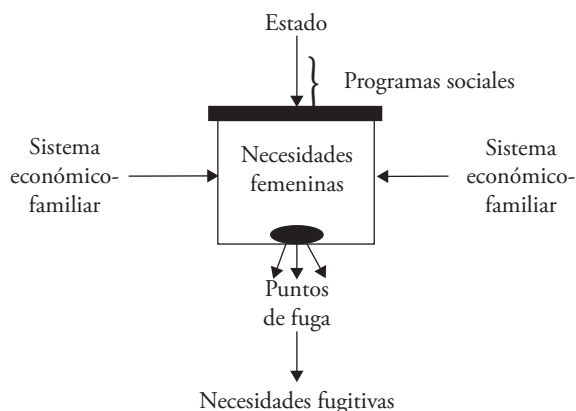 Estado
Programas sociales
Sistema
económico-
familiar
Necesidades
femeninas
Sistema
económico-
familiar
Puntos
de fuga
Necesidades fugitivas